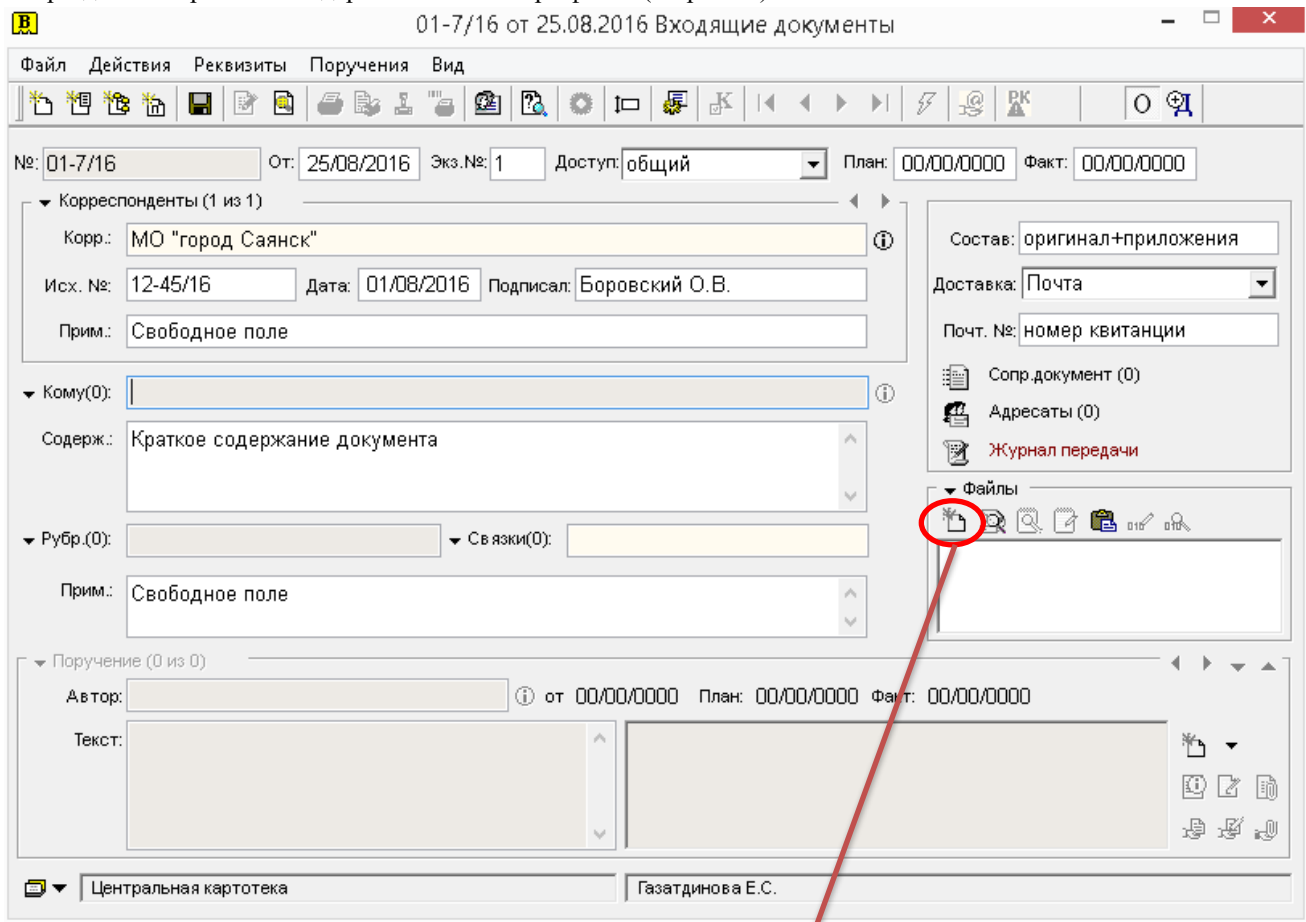 01-7/16 от 25.08.2016 Входящие документы
Файл Действия Реквизиты Поручения Вид
РК О Д
№: 01-7/16 От: 25/08/2016 Экз.№: 1 Доступ: общий План: 00/00/0000 Факт: 00/00/0000
Корреспонденты (1 из 1)
Корр.: МО "город Саянск"
Исх. №: 12-45/16 Дата: 01/08/2016 Подписал: Боровский О.В.
Прим.: Свободное поле
Состав: оригинал+приложения
Доставка: Почта
Почт. №: номер квитанции
Сопр.документ (0)
Адресаты (0)
Журнал передачи
Кому(0):
Содерж.: Краткое содержание документа
Файлы
Рубр.(0): Связки(0):
Прим.: Свободное поле
Поручение (0 из 0)
Автор: от 00/00/0000 План: 00/00/0000 Факт: 00/00/0000
Текст:
Центральная картотека Газатдинова Е.С.